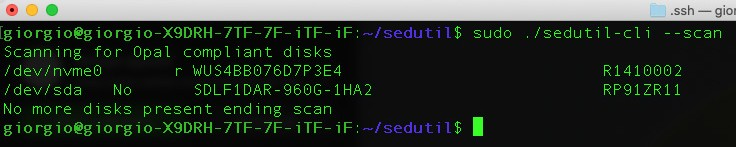 .ssh — gior
giorgio@giorgio-X9DRH-7TF-7F-iTF-iF:~/sedutil$ sudo ./sedutil-cli --scan
Scanning for Opal compliant disks
/dev/nvme0 r WUS4BB076D7P3E4 R1410002
/dev/sda No SDLF1DAR-960G-1HA2 RP91ZR11
No more disks present ending scan
giorgio@giorgio-X9DRH-7TF-7F-iTF-iF:~/sedutil$